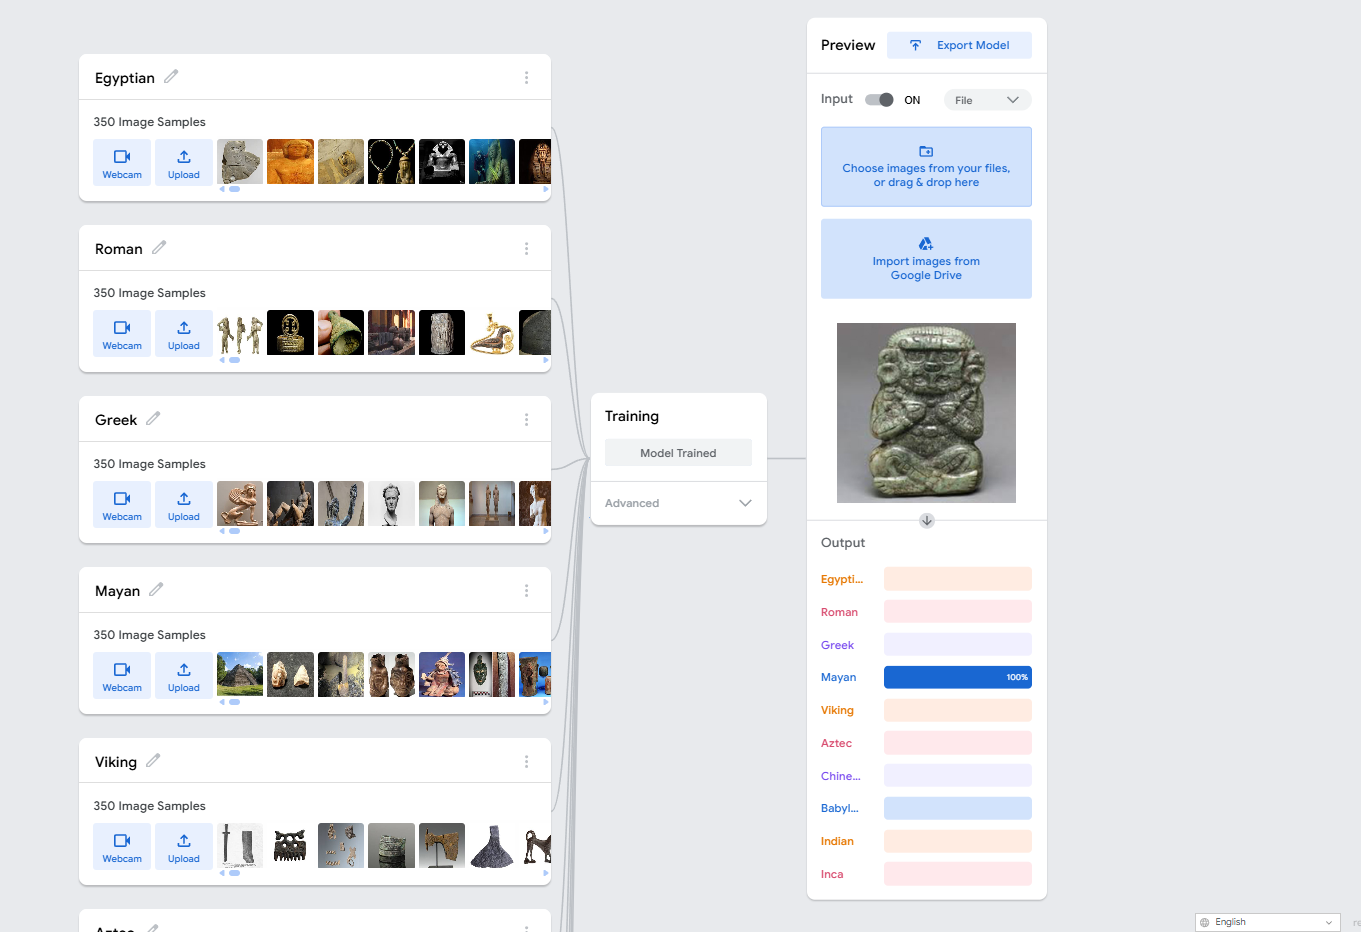 Egyptian
350 Image Samples
Webcam
Upload
Roman
350 Image Samples
Webcam
Upload
Greek
350 Image Samples
Webcam
Upload
Mayan
350 Image Samples
Webcam
Upload
Viking
350 Image Samples
Webcam
Upload
Aztec
Training
Model Trained
Advanced
Preview
Export Model
Input
ON
File
Choose images from your files,
or drag & drop here
Import images from
Google Drive
Output
Egypti...
Roman
Greek
Mayan
100%
Viking
Aztec
Chine...
Babyl...
Indian
Inca
English